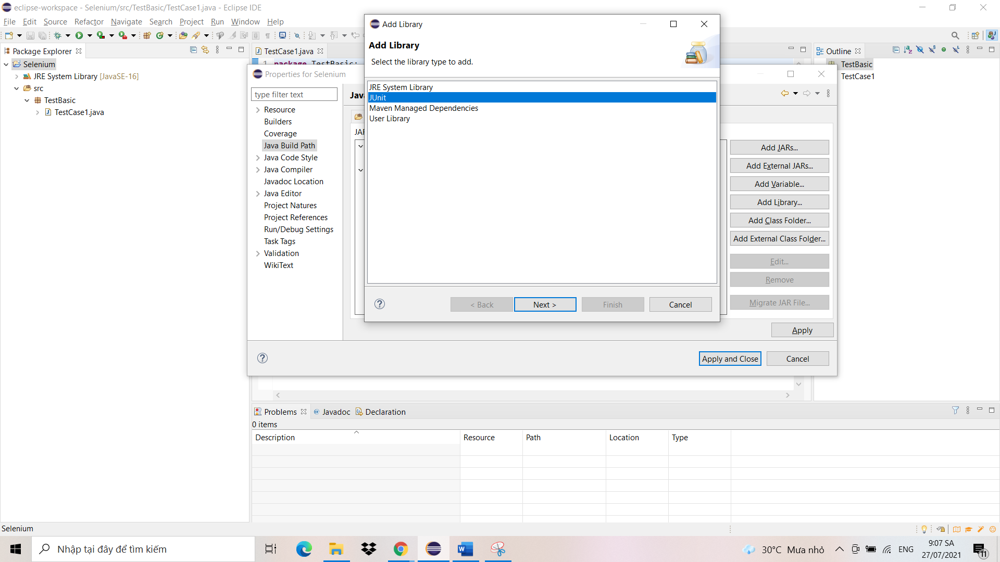 eclipse-workspace - Selenium/src/TestBasic/TestCase1.java - Eclipse IDE
File Edit Source Refactor Navigate Search Project Run Window Help
Package Explorer
Selenium
JRE System Library [JavaSE-16]
src
TestBasic
TestCase1.java
TestCase1.java
1 package TestBasic;
Outline
TestBasic
TestCase1
Properties for Selenium
type filter text
Resource
Builders
Coverage
Java Build Path
Java Code Style
Java Compiler
Javadoc Location
Java Editor
Project Natures
Project References
Run/Debug Settings
Task Tags
Validation
WikiText
Jav
JAR
Add JARs...
Add External JARs...
Add Variable...
Add Library...
Add Class Folder...
Add External Class Folder...
Edit...
Remove
Migrate JAR File...
Apply
Apply and Close
Cancel
Add Library
Add Library
Select the library type to add.
JRE System Library
JUnit
Maven Managed Dependencies
User Library
< Back
Next >
Finish
Cancel
Problems
Javadoc
Declaration
0 items
Description Resource Path Location Type
Selenium
Nhập tại đây để tìm kiếm
30°C Mưa nhỏ
ENG
9:07 SA
27/07/2021
11